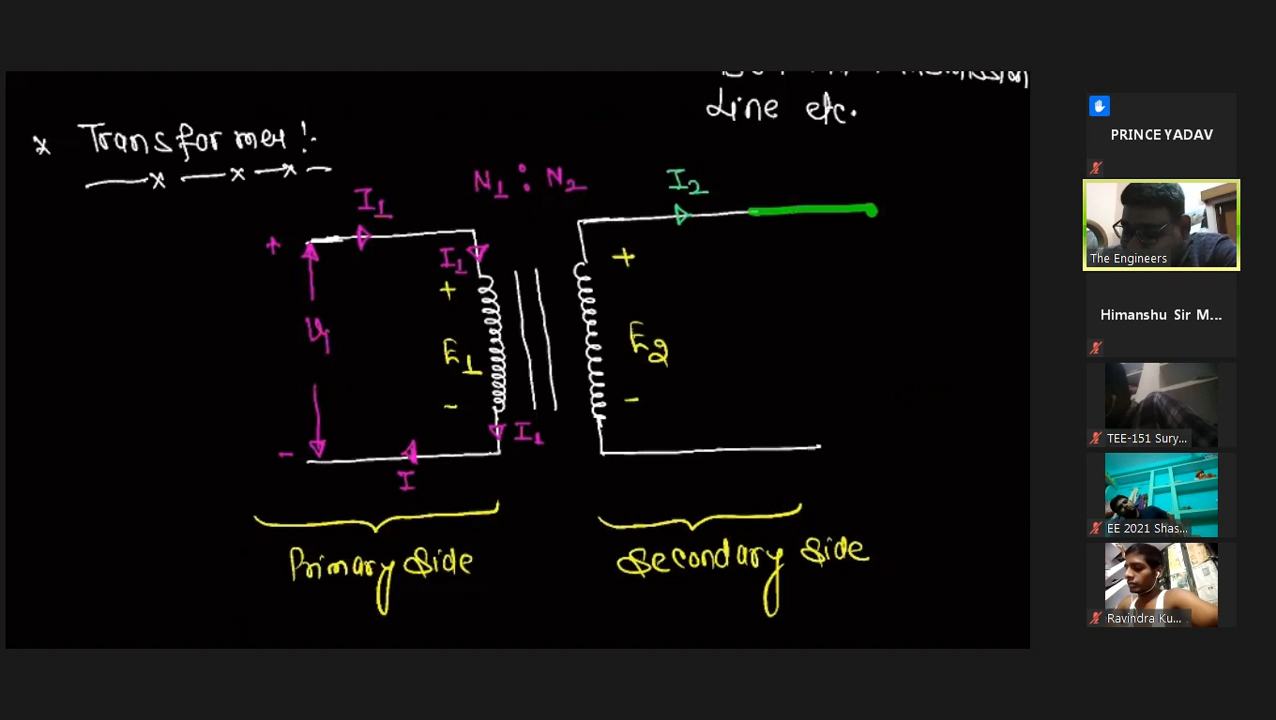 Line etc.
* Transformer :-
N1 : N2
I1
I2
+
I1
+
+
V1
E1
E2
-
-
I1
-
I
Primary Side
Secondary Side
PRINCE YADAV
The Engineers
Himanshu Sir M...
TEE-151 Sury...
EE 2021 Shas...
Ravindra Ku...